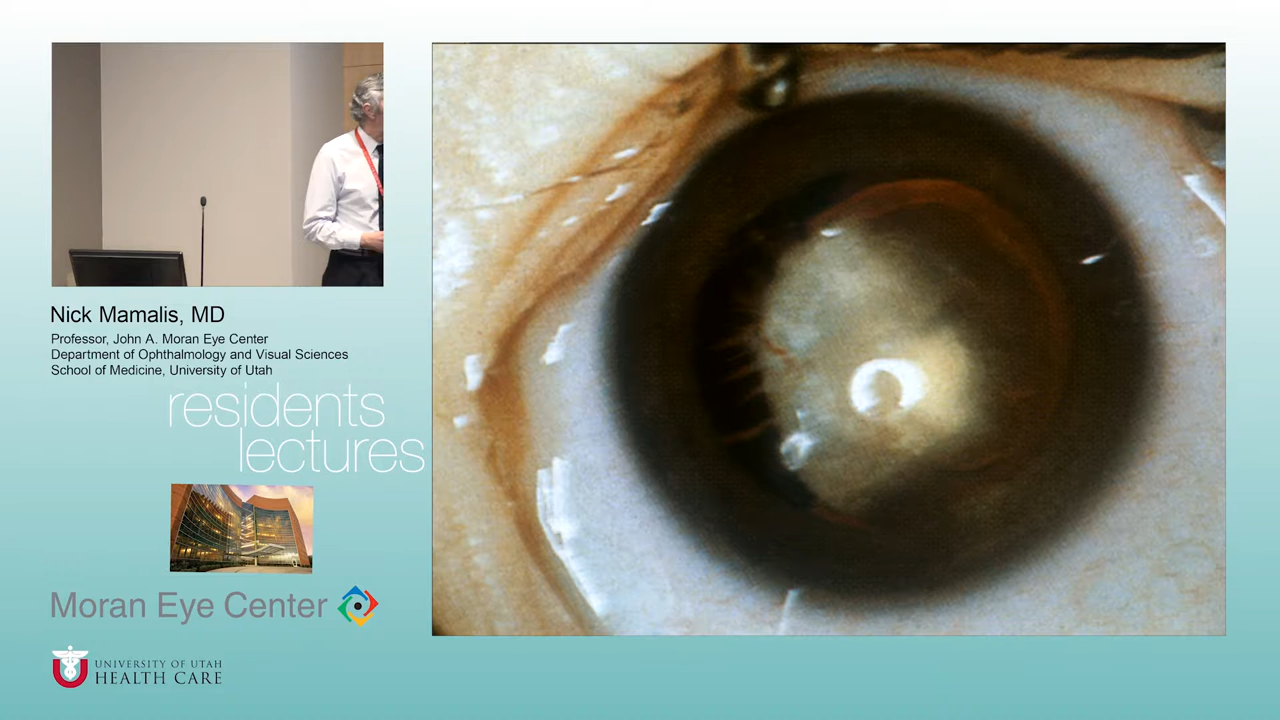 Nick Mamalis, MD
Professor, John A. Moran Eye Center
Department of Ophthalmology and Visual Sciences
School of Medicine, University of Utah
residents
lectures
Moran Eye Center
UNIVERSITY OF UTAH
HEALTH CARE